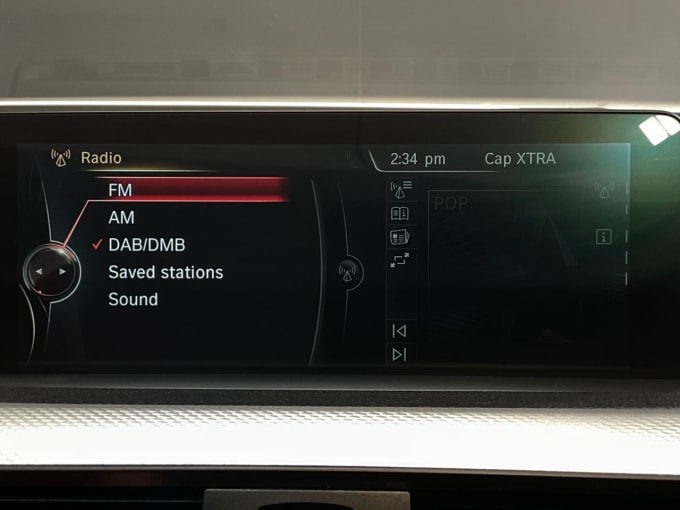 Radio
2:34 pm
Cap XTRA
FM
AM
DAB/DMB
Saved stations
Sound
POP